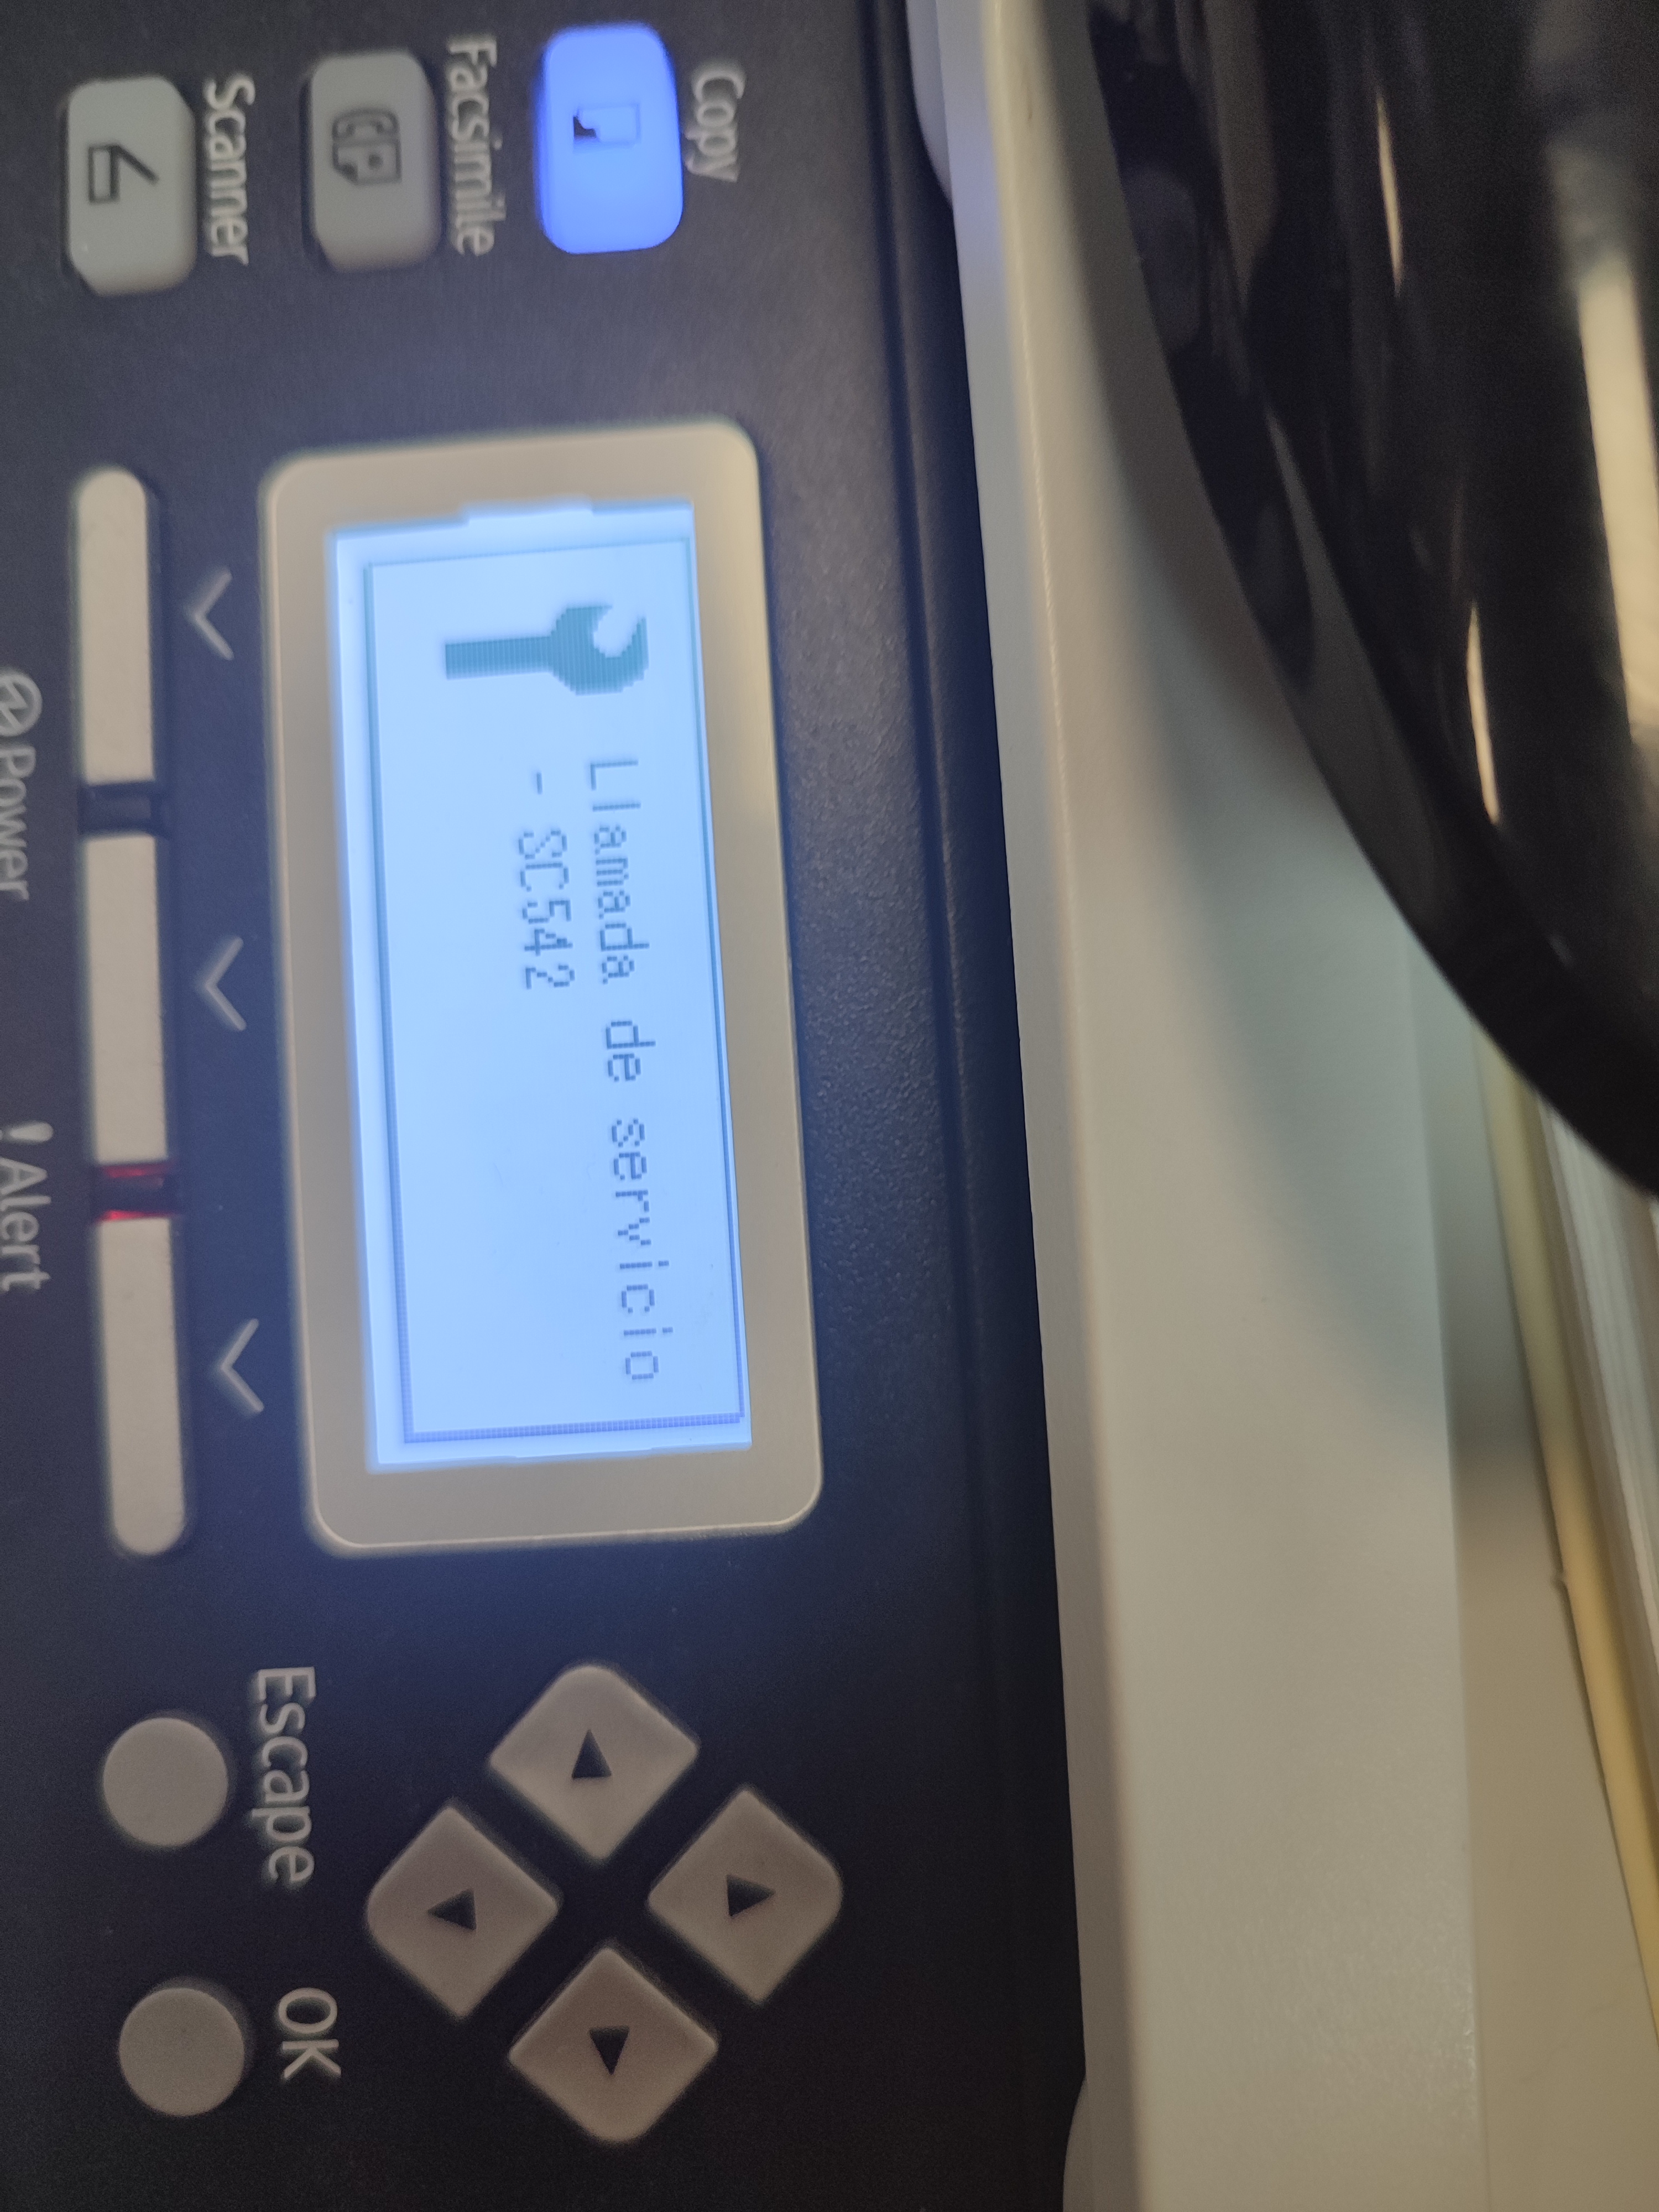 Copy
Facsimile
Scanner
Llamada de servicio
- SC542
Power
! Alert
Escape
OK